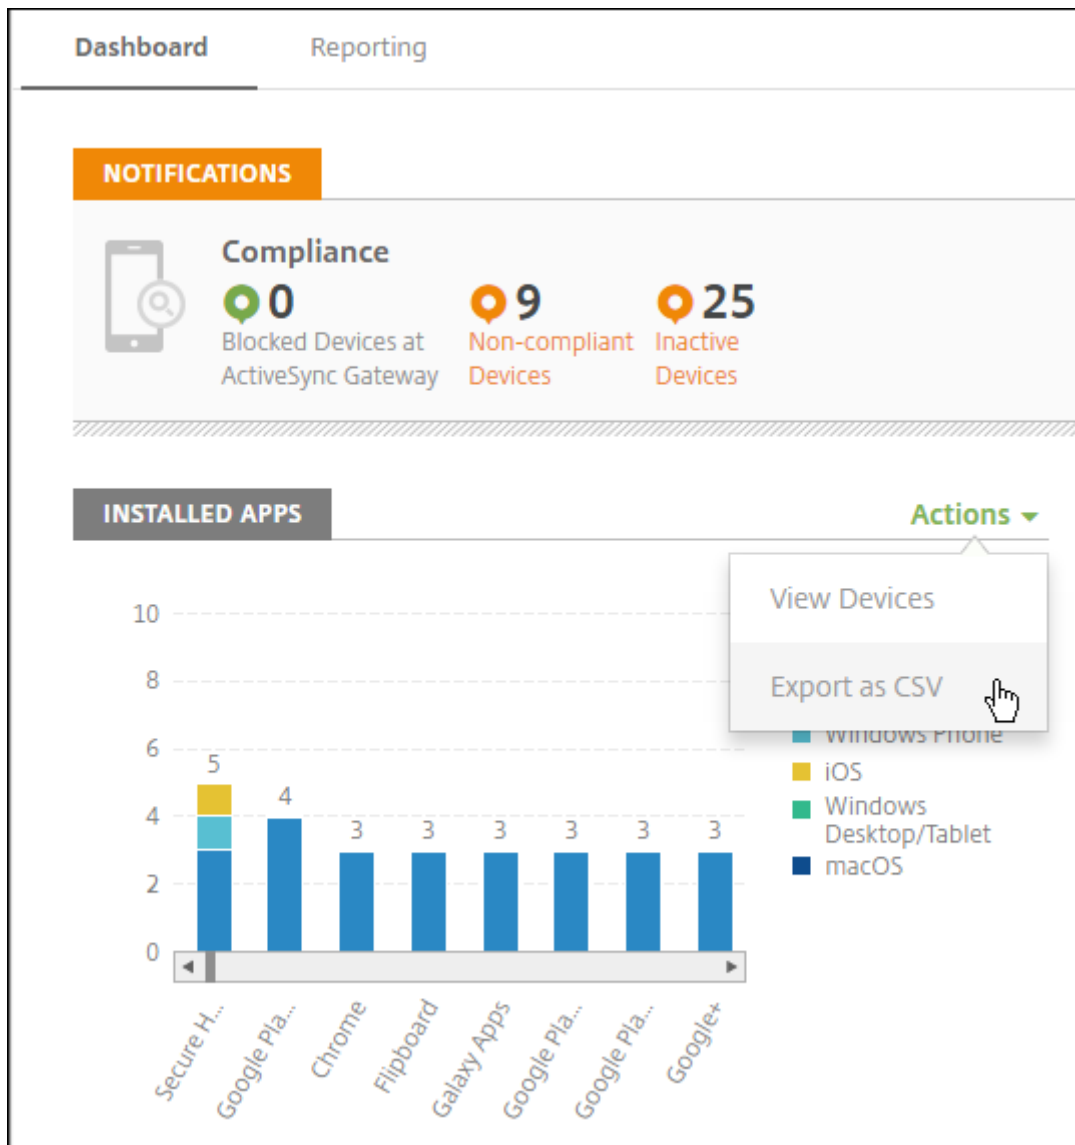 Dashboard Reporting
NOTIFICATIONS
Compliance
0 9 25
Blocked Devices at Non-compliant Inactive
ActiveSync Gateway Devices Devices
INSTALLED APPS Actions
View Devices
Export as CSV
10
8
6
4
2
0
5
4
3
3
3
3
3
3
Windows Phone
iOS
Windows
Desktop/Tablet
macOS
Secure H...
Google Pla...
Chrome
Flipboard
Galaxy Apps
Google Pla...
Google Pla...
Google+